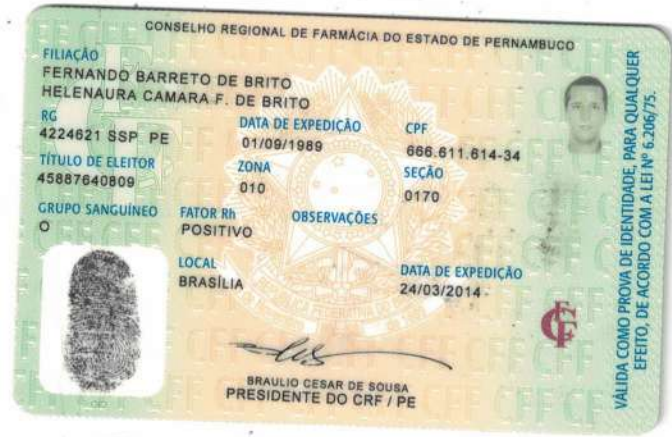 CONSELHO REGIONAL DE FARMÁCIA DO ESTADO DE PERNAMBUCO
FILIAÇÃO
FERNANDO BARRETO DE BRITO
HELENAURA CAMARA F. DE BRITO
RG DATA DE EXPEDIÇÃO CPF
4224621 SSP PE 01/09/1989 666.611.614-34
TÍTULO DE ELEITOR ZONA SEÇÃO
45887640809 010 0170
GRUPO SANGUÍNEO FATOR Rh OBSERVAÇÕES
O POSITIVO
LOCAL DATA DE EXPEDIÇÃO
BRASÍLIA 24/03/2014
BRAULIO CESAR DE SOUSA
PRESIDENTE DO CRF / PE
VÁLIDA COMO PROVA DE IDENTIDADE, PARA QUALQUER
EFEITO, DE ACORDO COM A LEI Nº 6.206/75.